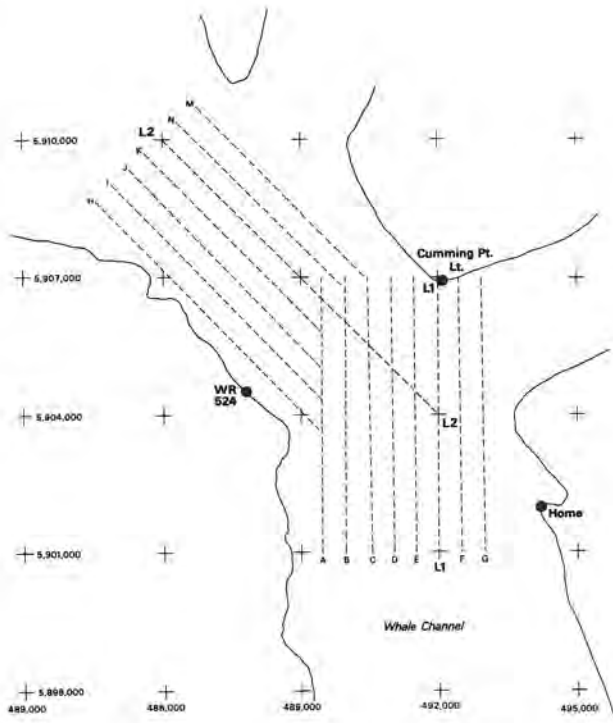 M
N
L2
5,910,000
K
J
I
H
Cumming Pt.
Lt.
5,907,000
L1
WR
524
5,904,000
L2
Home
5,901,000
A B C D E L1 F G
Whale Channel
5,898,000
489,000 488,000 489,000 492,000 495,000